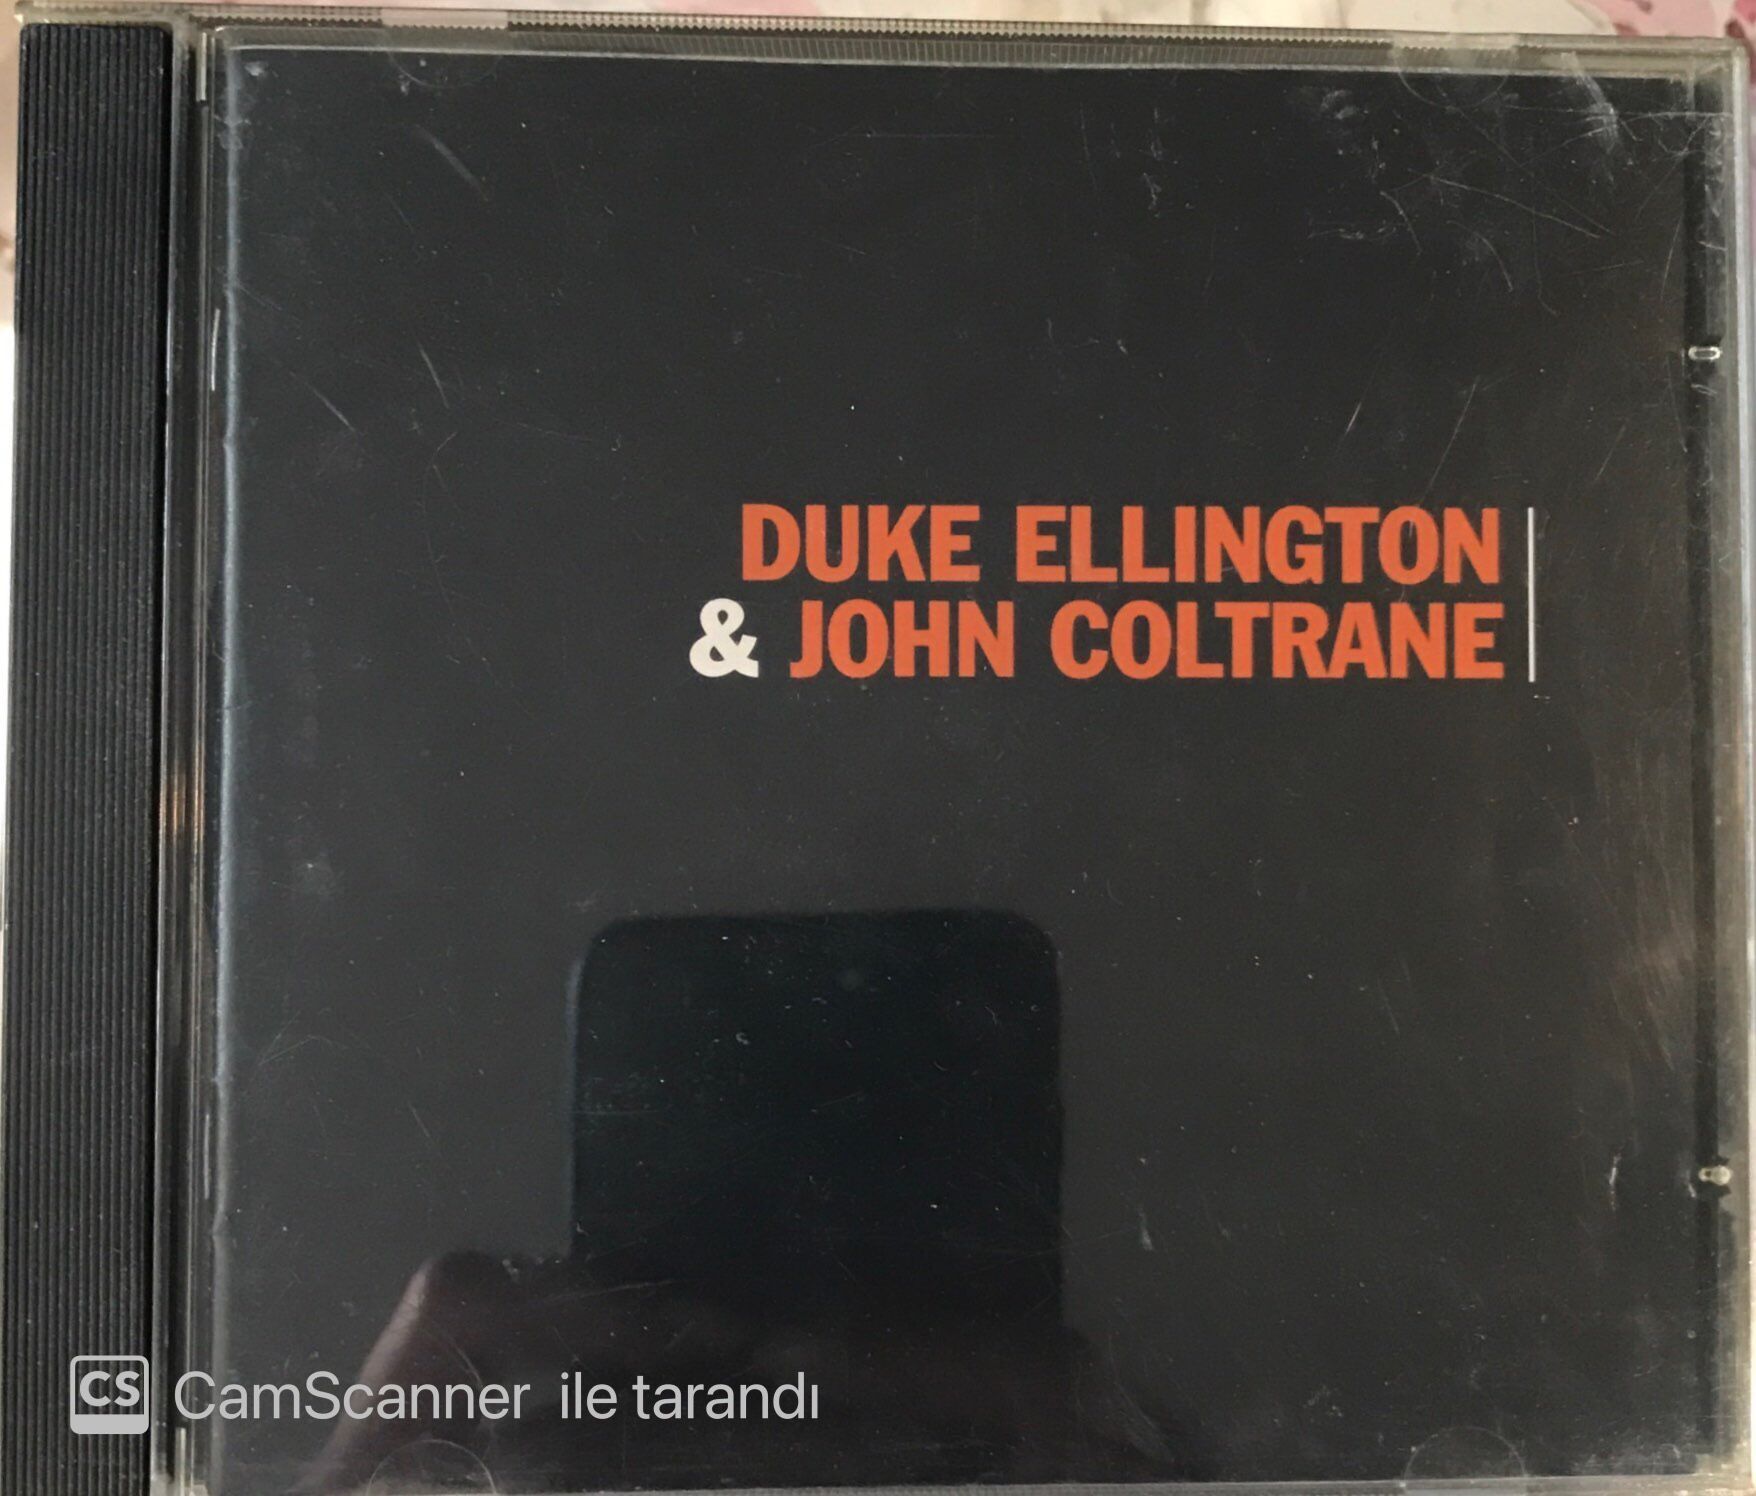 DUKE ELLINGTON
& JOHN COLTRANE
CS CamScanner ile tarandı